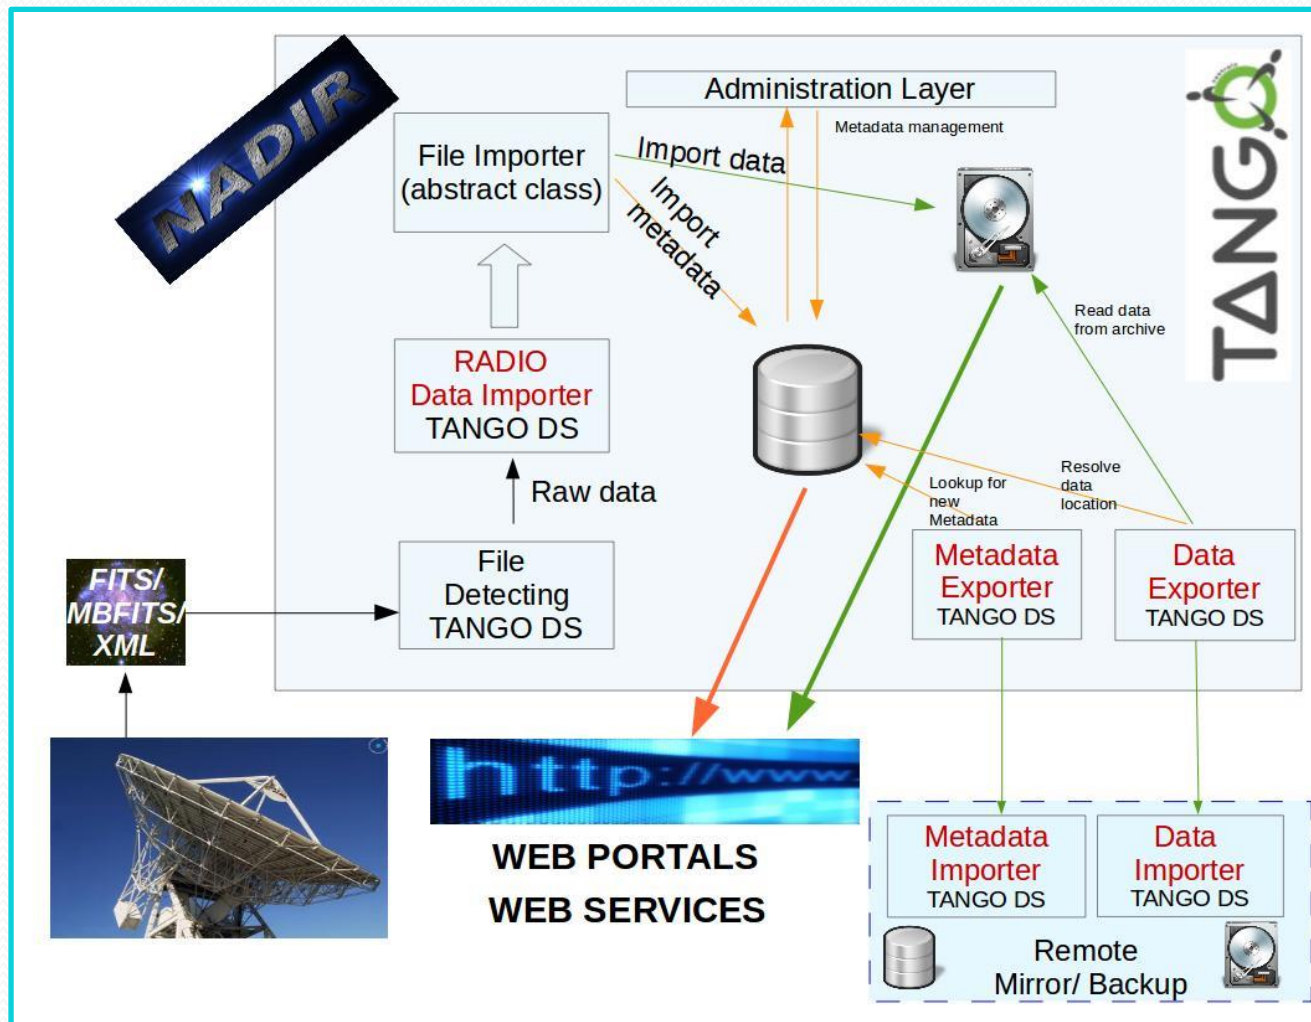 NADIR
Administration Layer
Metadata management
TANGO
File Importer
(abstract class)
Import data
Import
metadata
Read data
from archive
RADIO
Data Importer
TANGO DS
Raw data
Resolve
data
location
Lookup for
new
Metadata
File
Detecting
TANGO DS
Metadata
Exporter
TANGO DS
Data
Exporter
TANGO DS
FITS/
MBFITS/
XML
http://www.
WEB PORTALS
WEB SERVICES
Metadata
Importer
TANGO DS
Data
Importer
TANGO DS
Remote
Mirror/ Backup